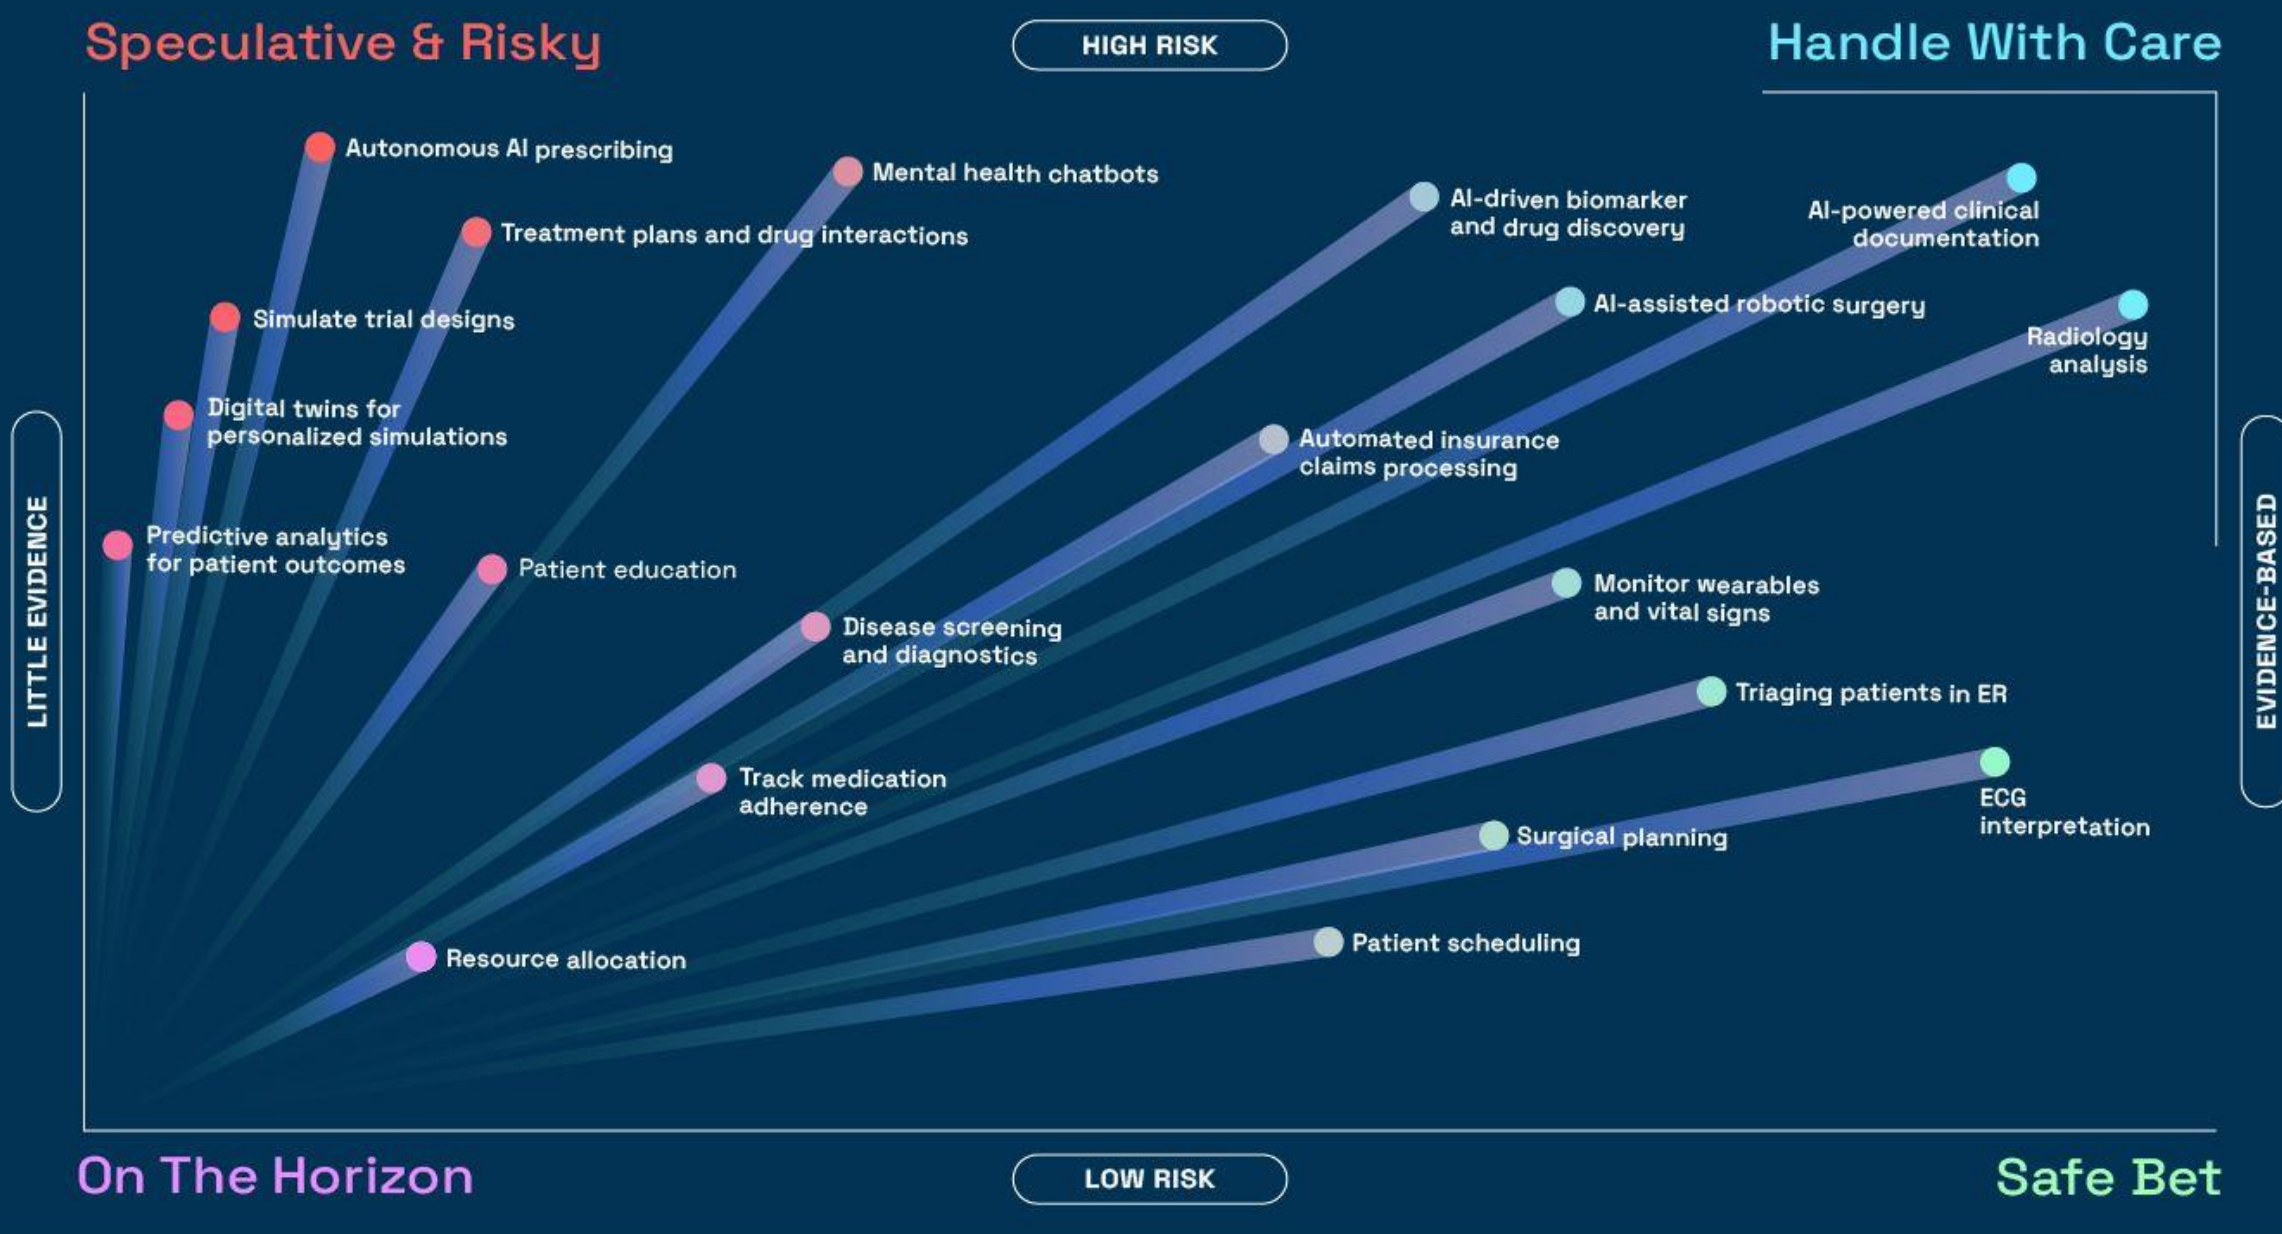 Speculative & Risky
HIGH RISK
Handle With Care
Autonomous AI prescribing
Mental health chatbots
AI-driven biomarker
and drug discovery
AI-powered clinical
documentation
Treatment plans and drug interactions
Simulate trial designs
AI-assisted robotic surgery
Radiology
analysis
Digital twins for
personalized simulations
Automated insurance
claims processing
LITTLE EVIDENCE
EVIDENCE-BASED
Predictive analytics
for patient outcomes
Patient education
Monitor wearables
and vital signs
Disease screening
and diagnostics
Triaging patients in ER
Track medication
adherence
ECG
interpretation
Surgical planning
Patient scheduling
Resource allocation
On The Horizon
LOW RISK
Safe Bet